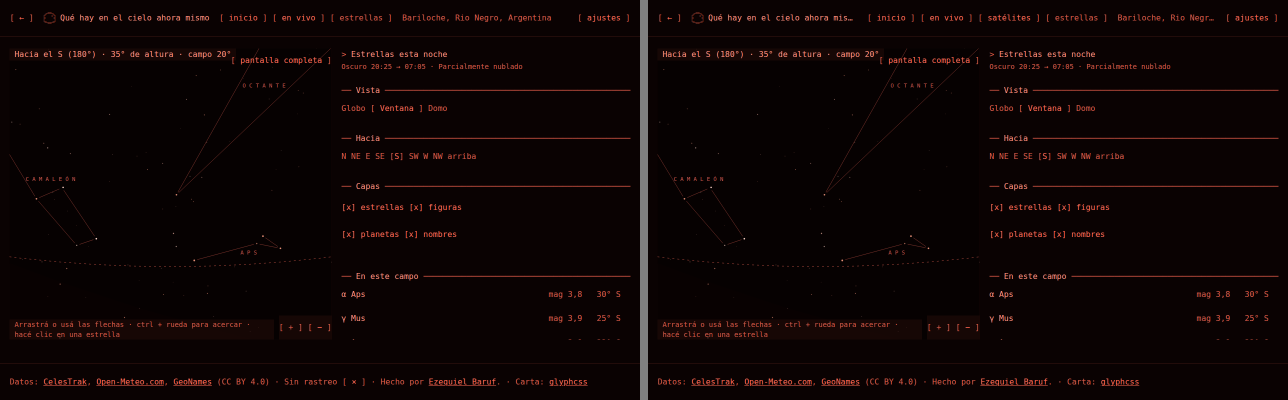 [ ← ] Qué hay en el cielo ahora mismo [ inicio ] [ en vivo ] [ estrellas ] Bariloche, Río Negro, Argentina [ ajustes ]
Hacia el S (180°) · 35° de altura · campo 20°
[ pantalla completa ]
OCTANTE
CAMALEÓN
APS
Arrastrá o usá las flechas · ctrl + rueda para acercar ·
hacé clic en una estrella
[ + ] [ − ]
> Estrellas esta noche
Oscuro 20:25 → 07:05 · Parcialmente nublado
Vista
Globo [ Ventana ] Domo
Hacia
N NE E SE [S] SW W NW arriba
Capas
[x] estrellas [x] figuras
[x] planetas [x] nombres
En este campo
α Aps mag 3,8 30° S
γ Mus mag 3,9 25° S
Datos: CelesTrak, Open-Meteo.com, GeoNames (CC BY 4.0) · Sin rastreo [ × ] · Hecho por Ezequiel Baruf. · Carta: glyphcss
[ ← ] Qué hay en el cielo ahora mis… [ inicio ] [ en vivo ] [ satélites ] [ estrellas ] Bariloche, Río Negr… [ ajustes ]
Hacia el S (180°) · 35° de altura · campo 20°
[ pantalla completa ]
OCTANTE
CAMALEÓN
APS
Arrastrá o usá las flechas · ctrl + rueda para acercar ·
hacé clic en una estrella
[ + ] [ − ]
> Estrellas esta noche
Oscuro 20:25 → 07:05 · Parcialmente nublado
Vista
Globo [ Ventana ] Domo
Hacia
N NE E SE [S] SW W NW arriba
Capas
[x] estrellas [x] figuras
[x] planetas [x] nombres
En este campo
α Aps mag 3,8 30° S
γ Mus mag 3,9 25° S
Datos: CelesTrak, Open-Meteo.com, GeoNames (CC BY 4.0) · Hecho por Ezequiel Baruf. · Carta: glyphcss